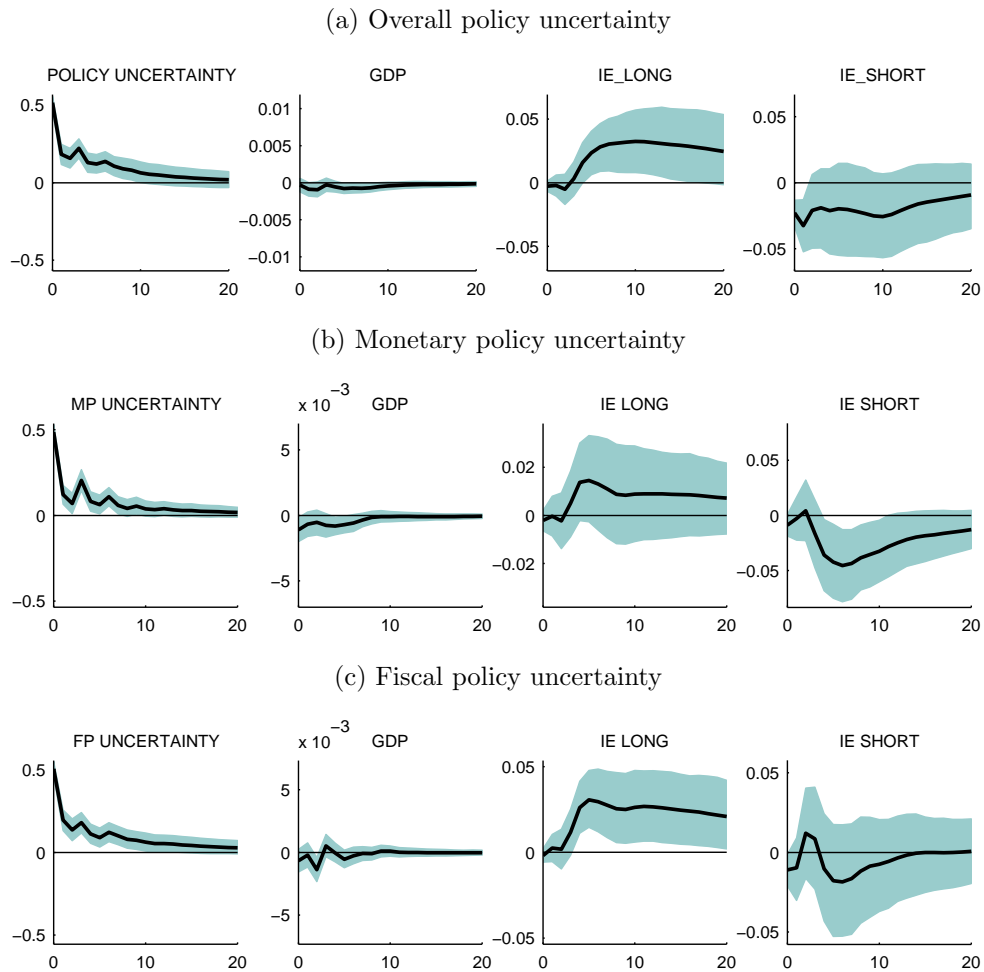 (a) Overall policy uncertainty
POLICY UNCERTAINTY GDP IE_LONG IE_SHORT
0.5 0 −0.5 0 10 20
0.01 0.005 0 −0.005 −0.01 0 10 20
0.05 0 −0.05 0 10 20
0.05 0 −0.05 0 10 20
(b) Monetary policy uncertainty
MP UNCERTAINTY x 10 −3 GDP IE LONG IE SHORT
0.5 0 −0.5 0 10 20
5 0 −5 0 10 20
0.02 0 −0.02 0 10 20
0.05 0 −0.05 0 10 20
(c) Fiscal policy uncertainty
FP UNCERTAINTY x 10 −3 GDP IE LONG IE SHORT
0.5 0 −0.5 0 10 20
5 0 −5 0 10 20
0.05 0 −0.05 0 10 20
0.05 0 −0.05 0 10 20